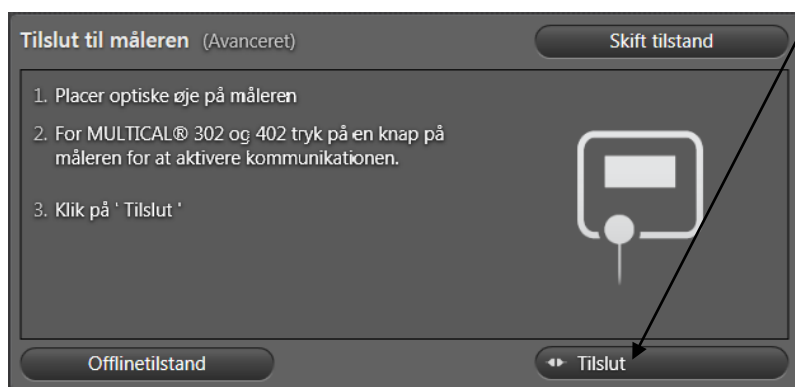 Tilslut til måleren (Avanceret)
Skift tilstand
1. Placer optiske øje på måleren
2. For MULTICAL® 302 og 402 tryk på en knap på
måleren for at aktivere kommunikationen.
3. Klik på ' Tilslut '
Offlinetilstand
Tilslut